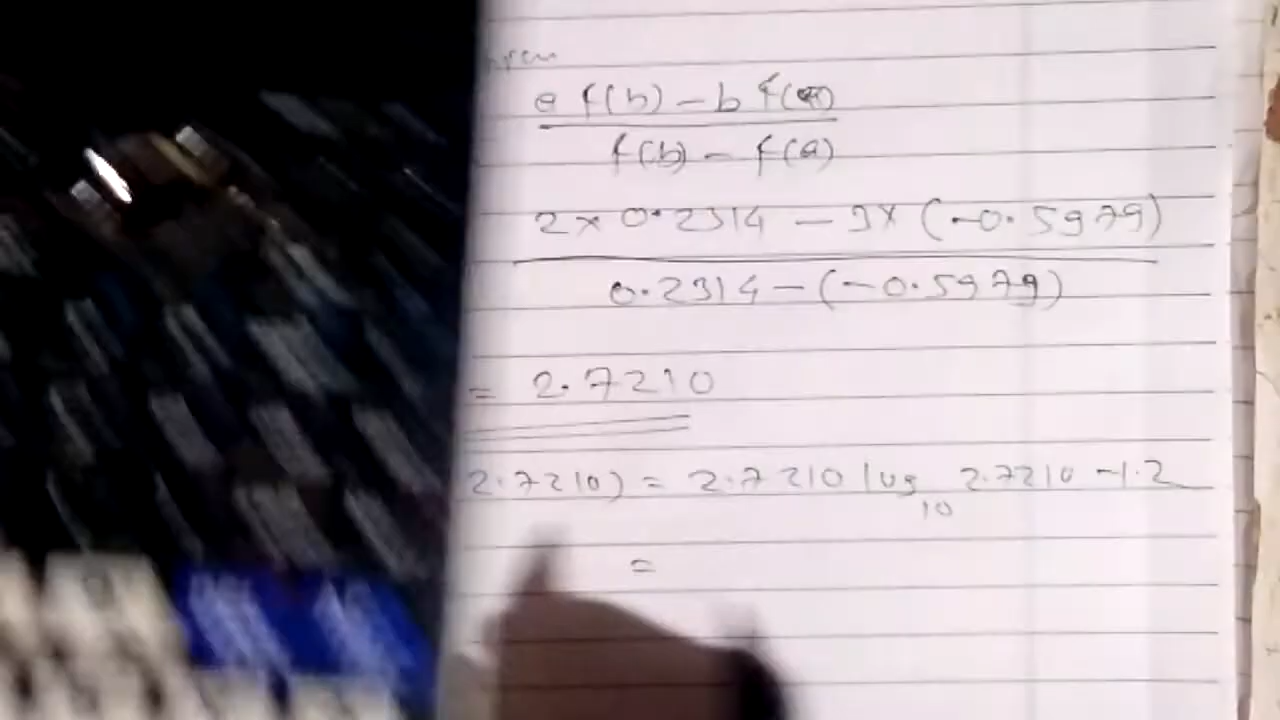 a f(b) - b f(a)
f(b) - f(a)
2 x 0.2314 - 3x (-0.5979)
0.2314 - (-0.5979)
= 2.7210
2.7210) = 2.7210 log 10 2.7210 -1.2
=